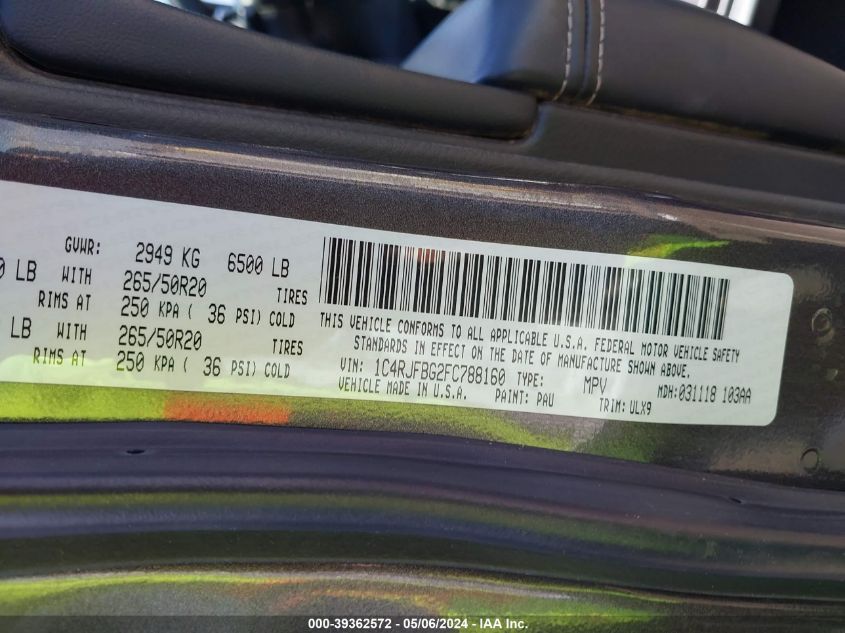 GVWR: 2949 KG 6500 LB
0 LB WITH 265/50R20 TIRES
RIMS AT 250 KPA ( 36 PSI) COLD
LB WITH 265/50R20 TIRES
RIMS AT 250 KPA ( 36 PSI) COLD
THIS VEHICLE CONFORMS TO ALL APPLICABLE U.S.A. FEDERAL MOTOR VEHICLE SAFETY
STANDARDS IN EFFECT ON THE DATE OF MANUFACTURE SHOWN ABOVE.
VIN: 1C4RJFBG2FC788160 TYPE: MPV MDH:031118 103AA
VEHICLE MADE IN U.S.A. PAINT: PAU TRIM: ULX9
000-39362572 - 05/06/2024 - IAA Inc.